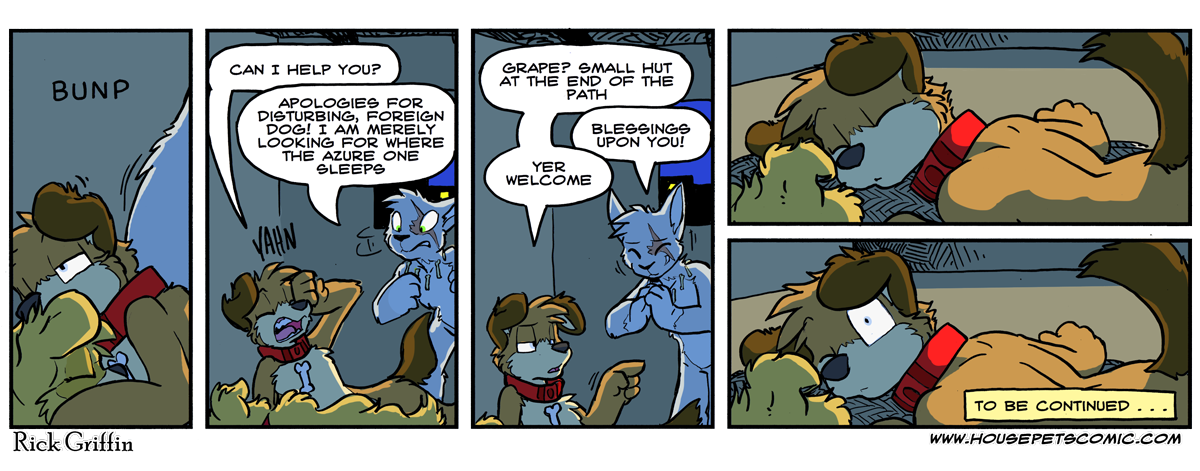 BUNP
CAN I HELP YOU?
APOLOGIES FOR
DISTURBING, FOREIGN
DOG! I AM MERELY
LOOKING FOR WHERE
THE AZURE ONE
SLEEPS
YAHN
GRAPE? SMALL HUT
AT THE END OF THE
PATH
BLESSINGS
UPON YOU!
YER
WELCOME
TO BE CONTINUED . . .
Rick Griffin
WWW.HOUSEPETSCOMIC.COM